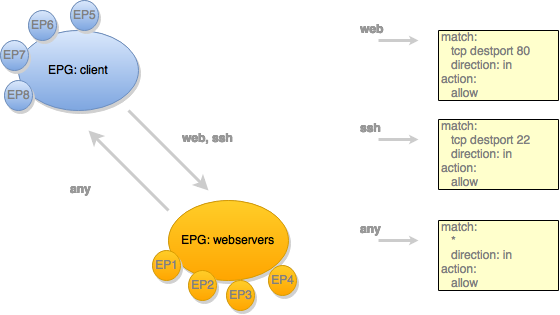 EP5
EP6
EP7
EP8
EPG: client
web, ssh
any
EPG: webservers
EP1
EP2
EP3
EP4
web
match:
tcp destport 80
direction: in
action:
allow
ssh
match:
tcp destport 22
direction: in
action:
allow
any
match:
*
direction: in
action:
allow